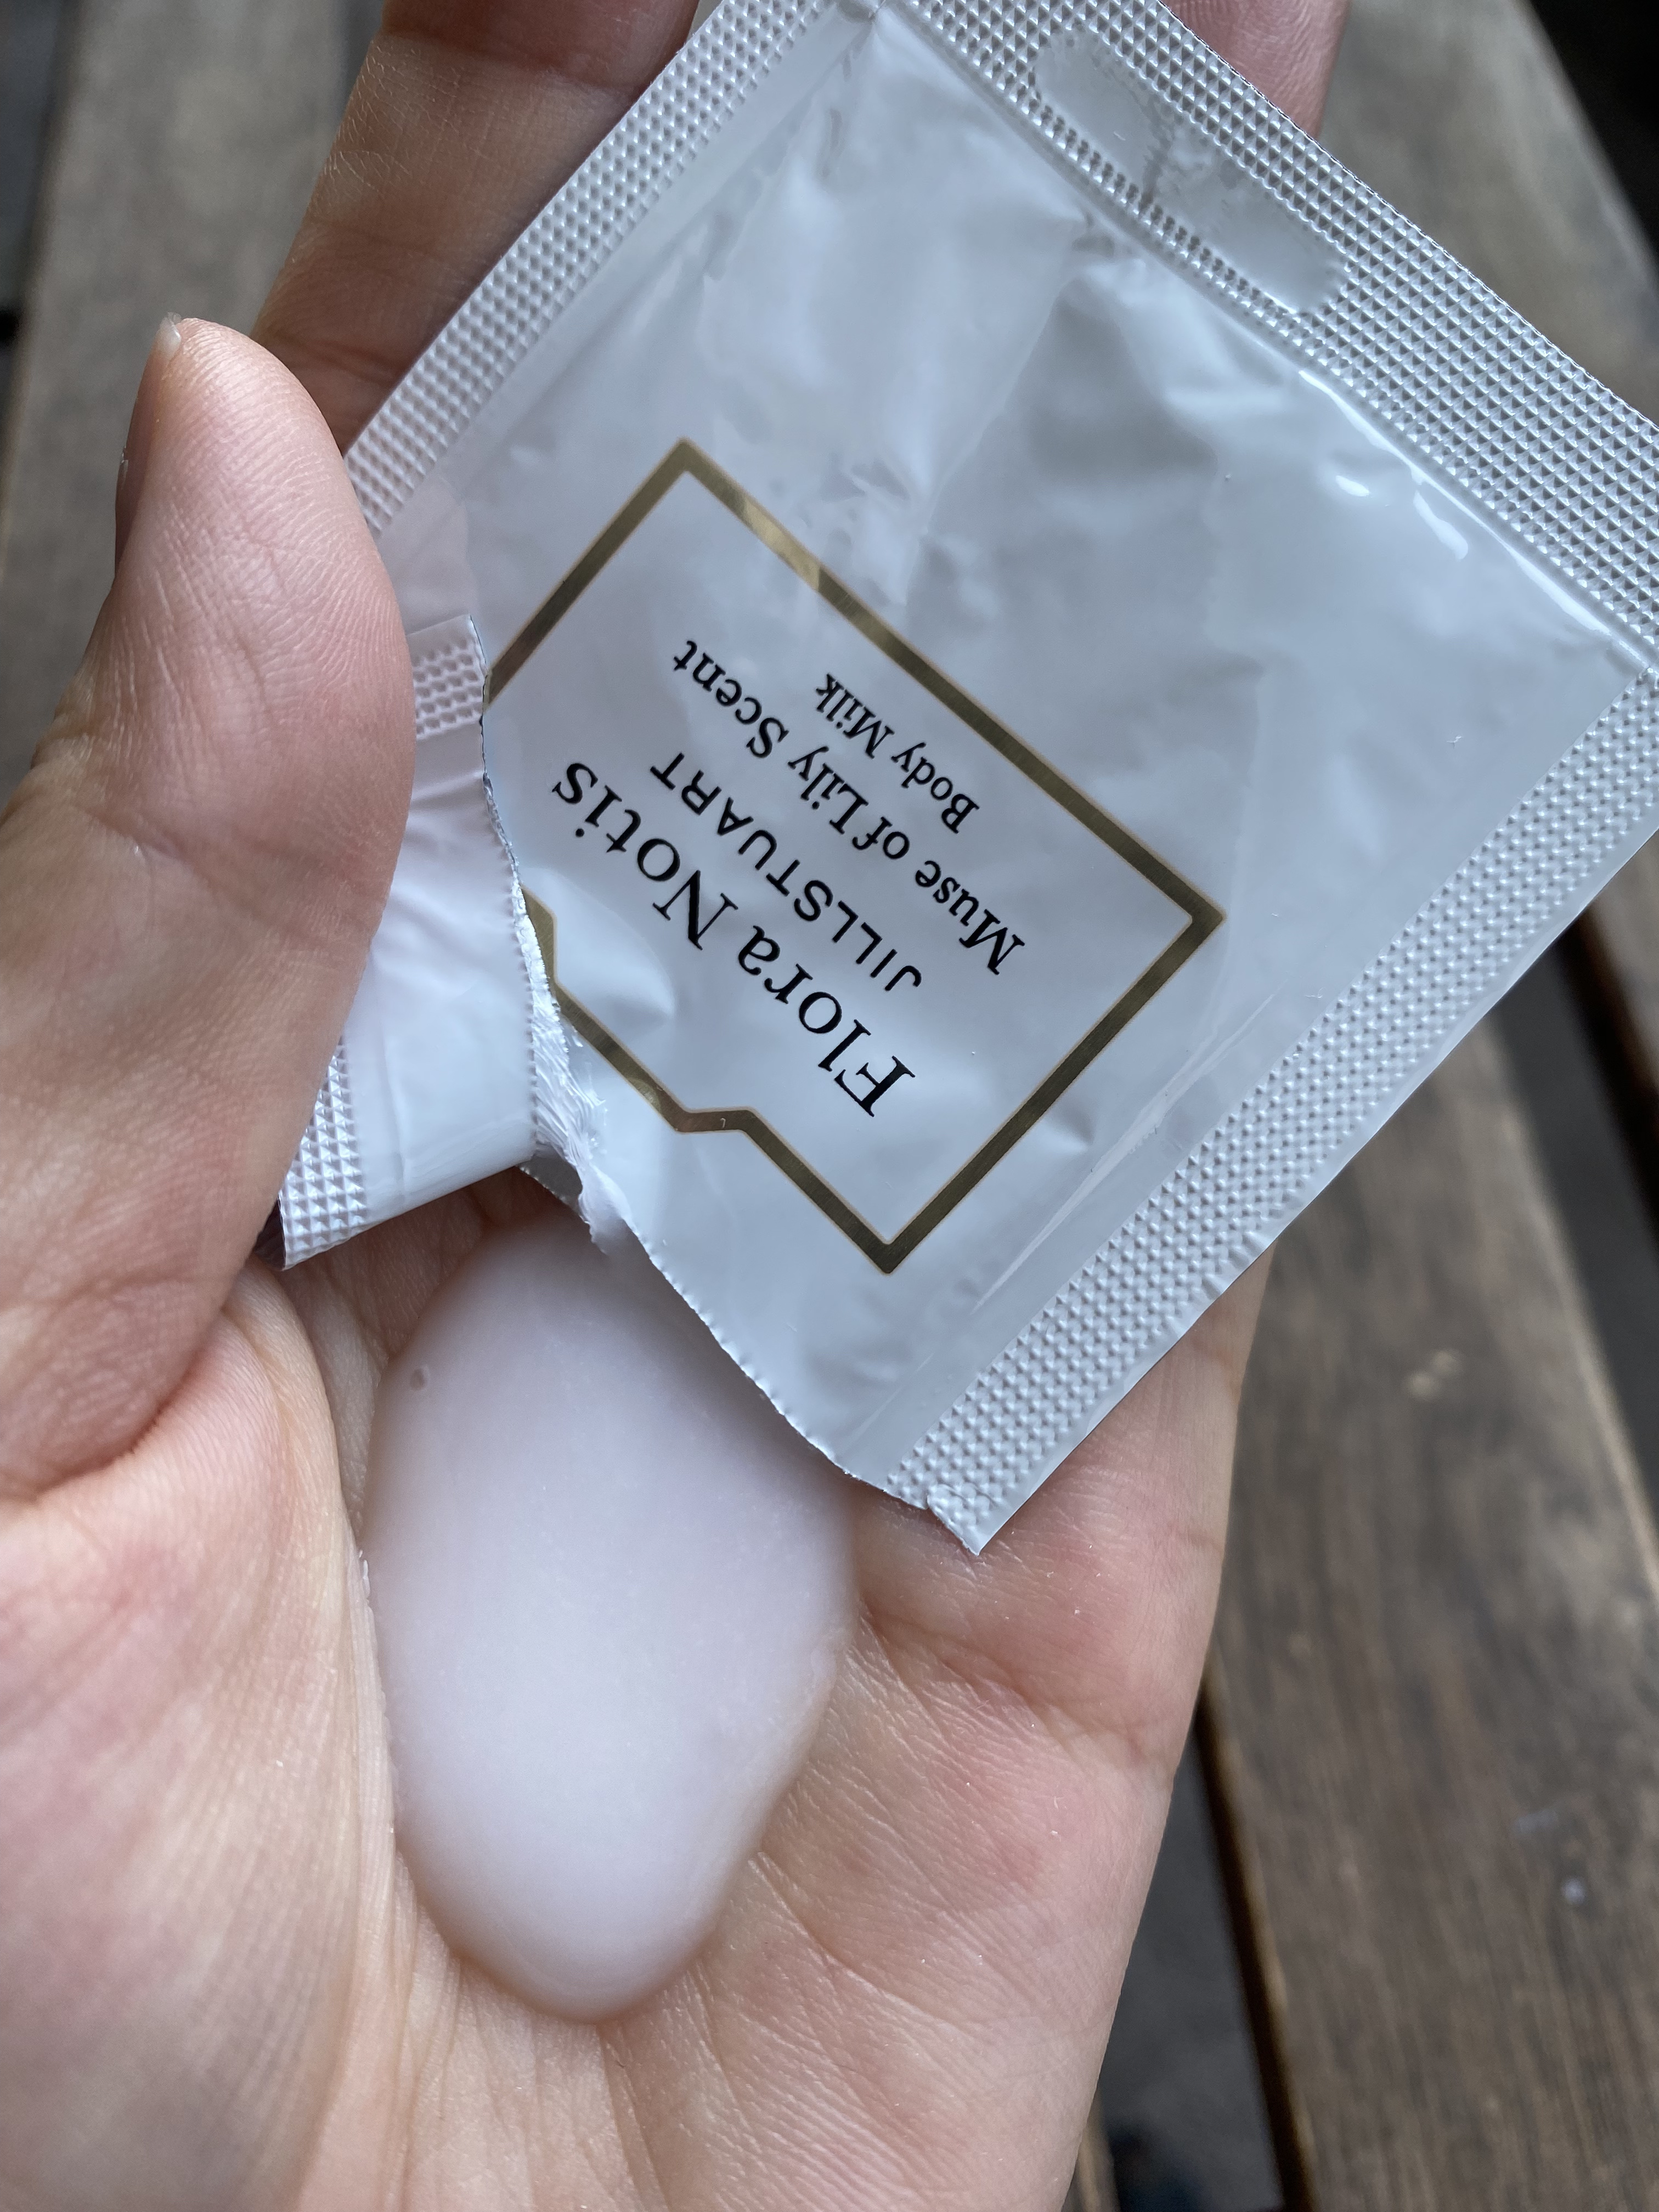 Flora Notis
JILLSTUART
Muse of Lily Scent
Body Milk